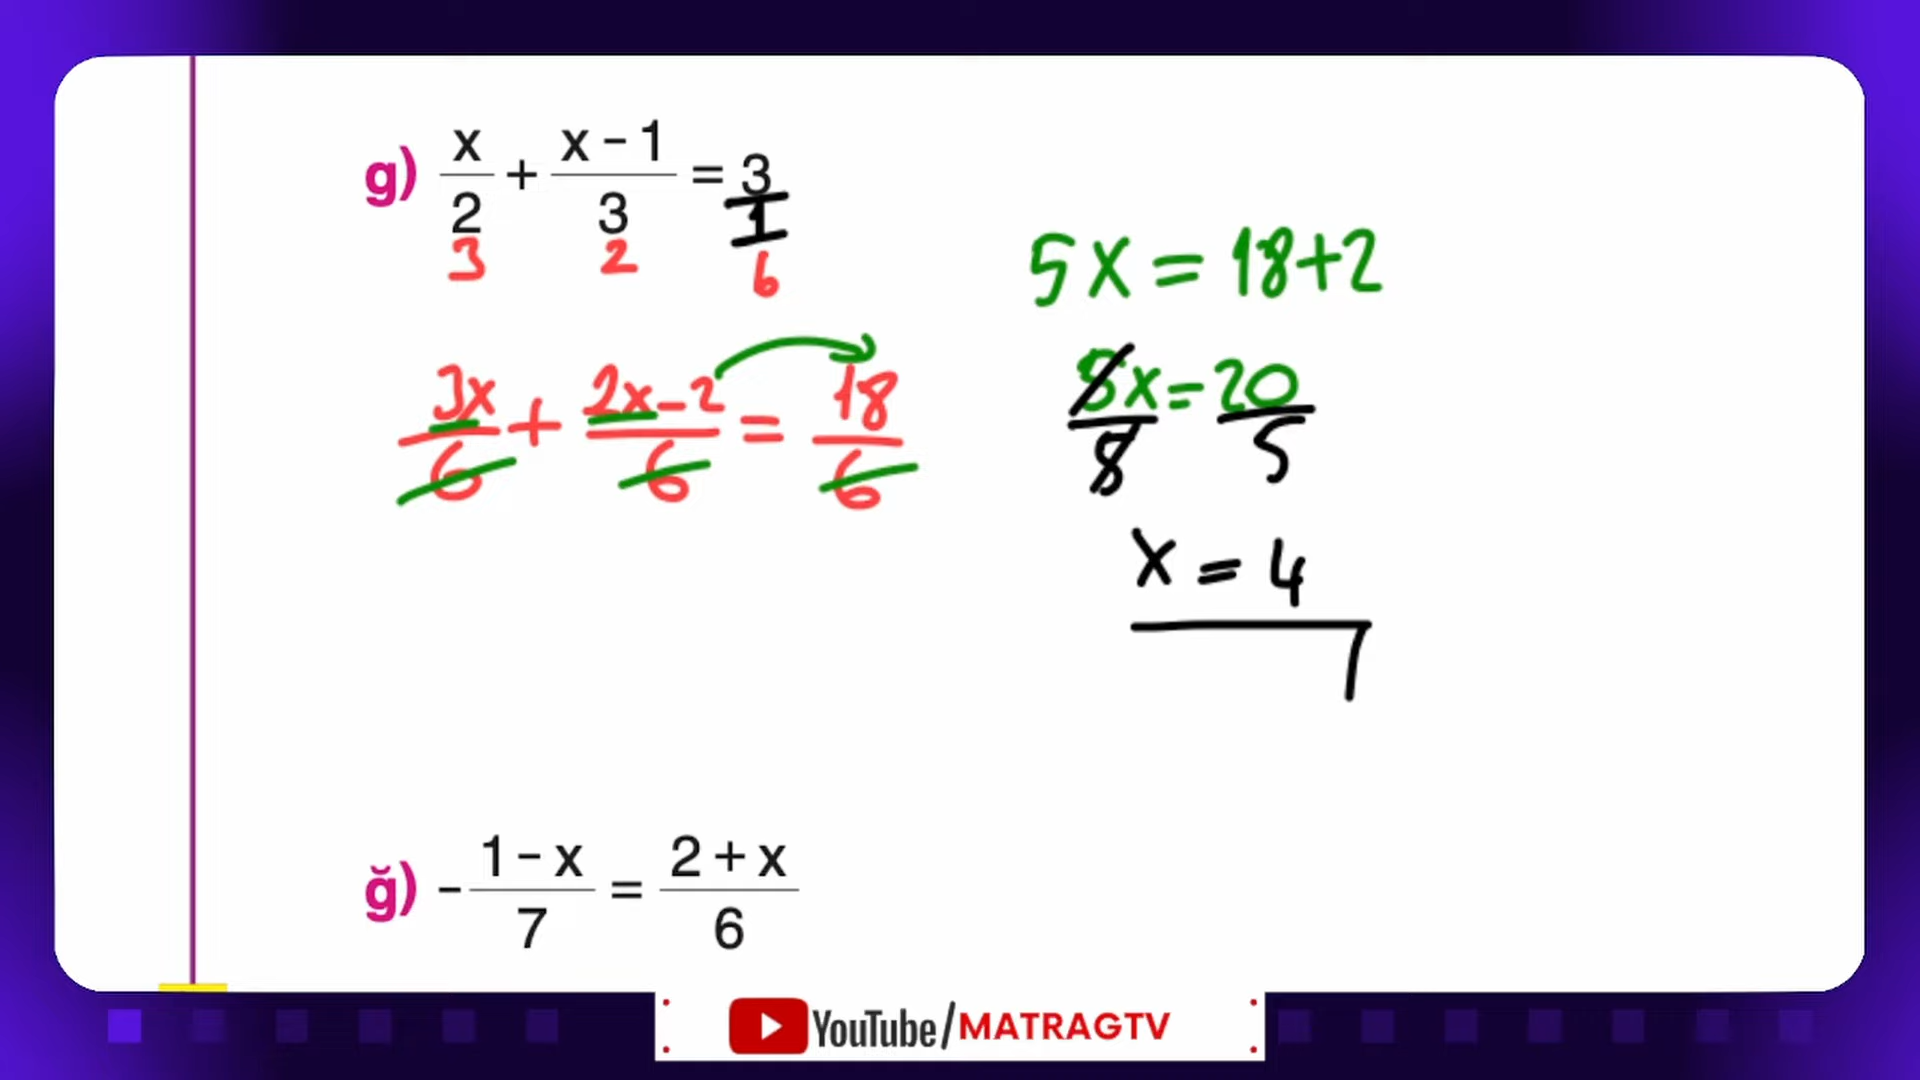 g) x/2 + x - 1/3 = 3/1
3 2 6
3x/6 + 2x-2/6 = 18/6
5x = 18+2
5x/5 = 20/5
x = 4
ğ) - 1 - x/7 = 2 + x/6
YouTube/MATRAGTV